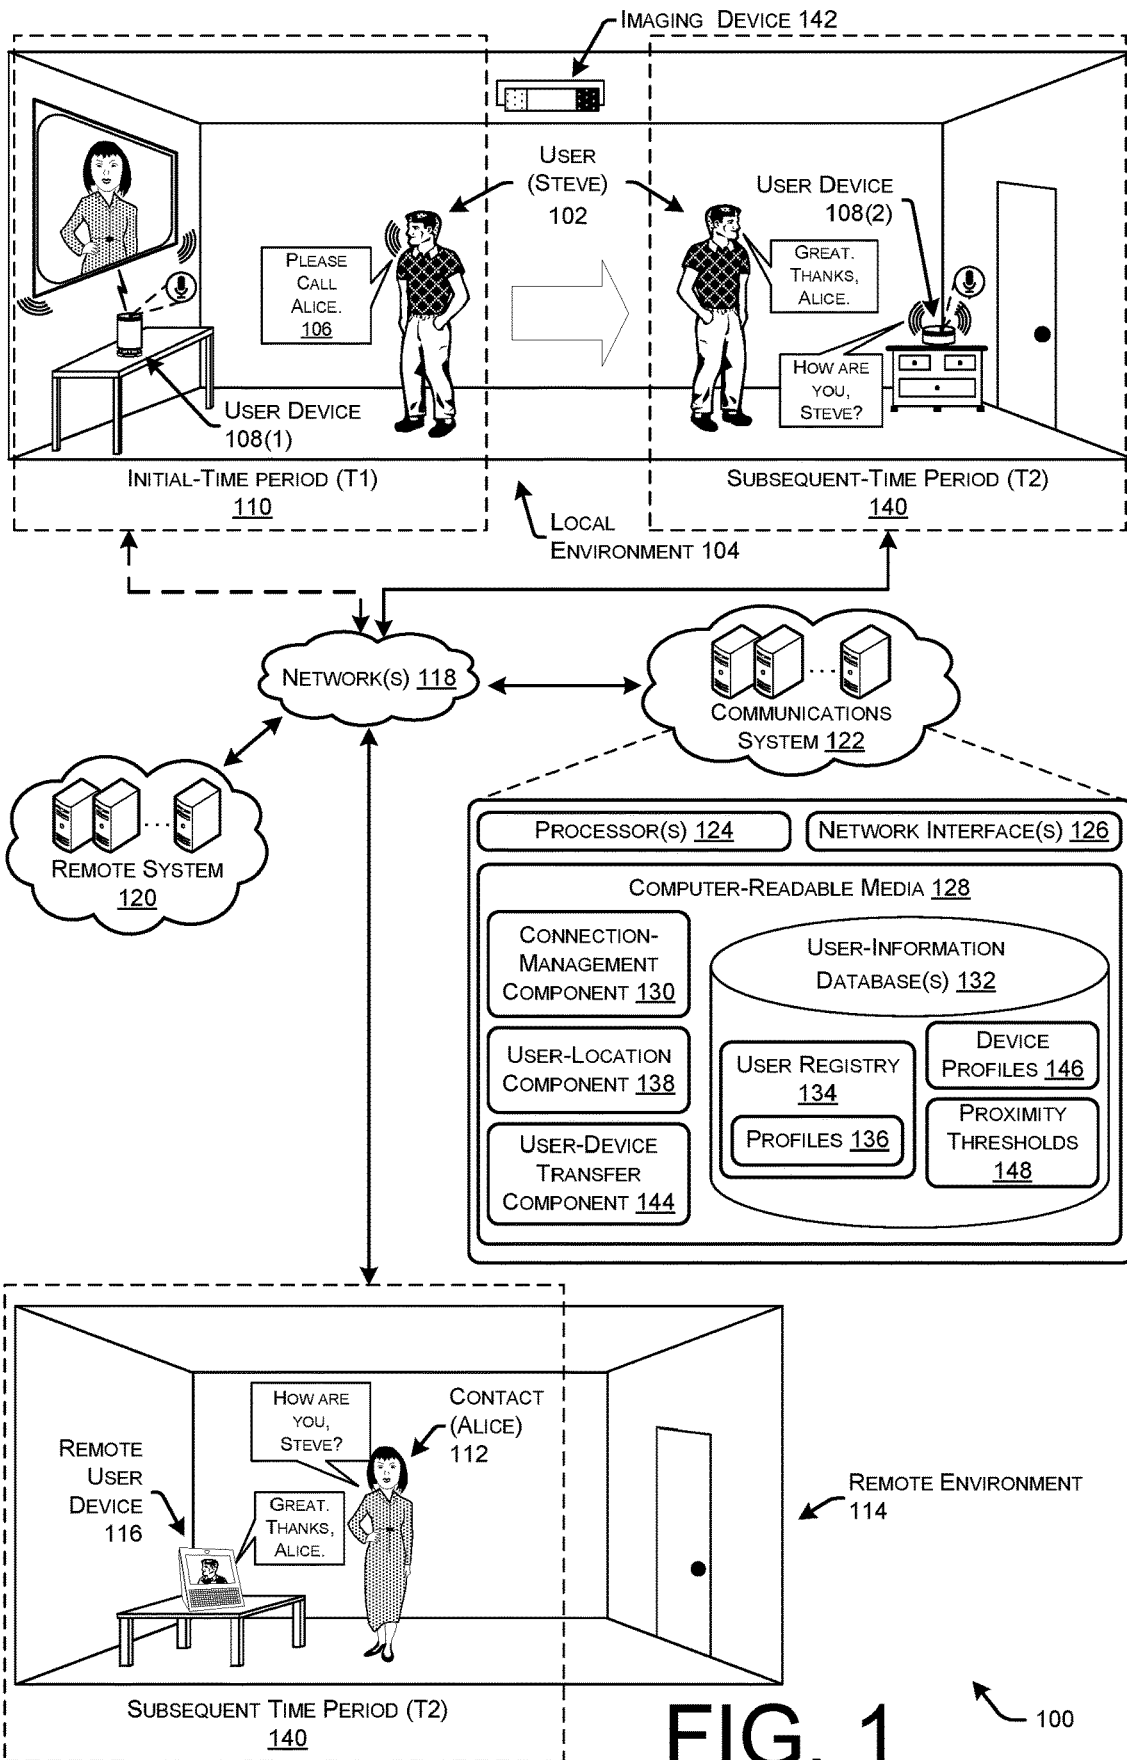 IMAGING DEVICE 142
USER
(STEVE)
102
USER DEVICE
108(2)
PLEASE
CALL
ALICE.
106
GREAT.
THANKS,
ALICE.
HOW ARE
YOU,
STEVE?
USER DEVICE
108(1)
INITIAL-TIME PERIOD (T1)
110
SUBSEQUENT-TIME PERIOD (T2)
140
LOCAL
ENVIRONMENT 104
NETWORK(S) 118
COMMUNICATIONS
SYSTEM 122
REMOTE SYSTEM
120
PROCESSOR(S) 124
NETWORK INTERFACE(S) 126
COMPUTER-READABLE MEDIA 128
CONNECTION-
MANAGEMENT
COMPONENT 130
USER-LOCATION
COMPONENT 138
USER-DEVICE
TRANSFER
COMPONENT 144
USER-INFORMATION
DATABASE(S) 132
USER REGISTRY
134
PROFILES 136
DEVICE
PROFILES 146
PROXIMITY
THRESHOLDS
148
HOW ARE
YOU,
STEVE?
CONTACT
(ALICE)
112
REMOTE
USER
DEVICE
116
GREAT.
THANKS,
ALICE.
REMOTE ENVIRONMENT
114
SUBSEQUENT TIME PERIOD (T2)
140
FIG. 1
100